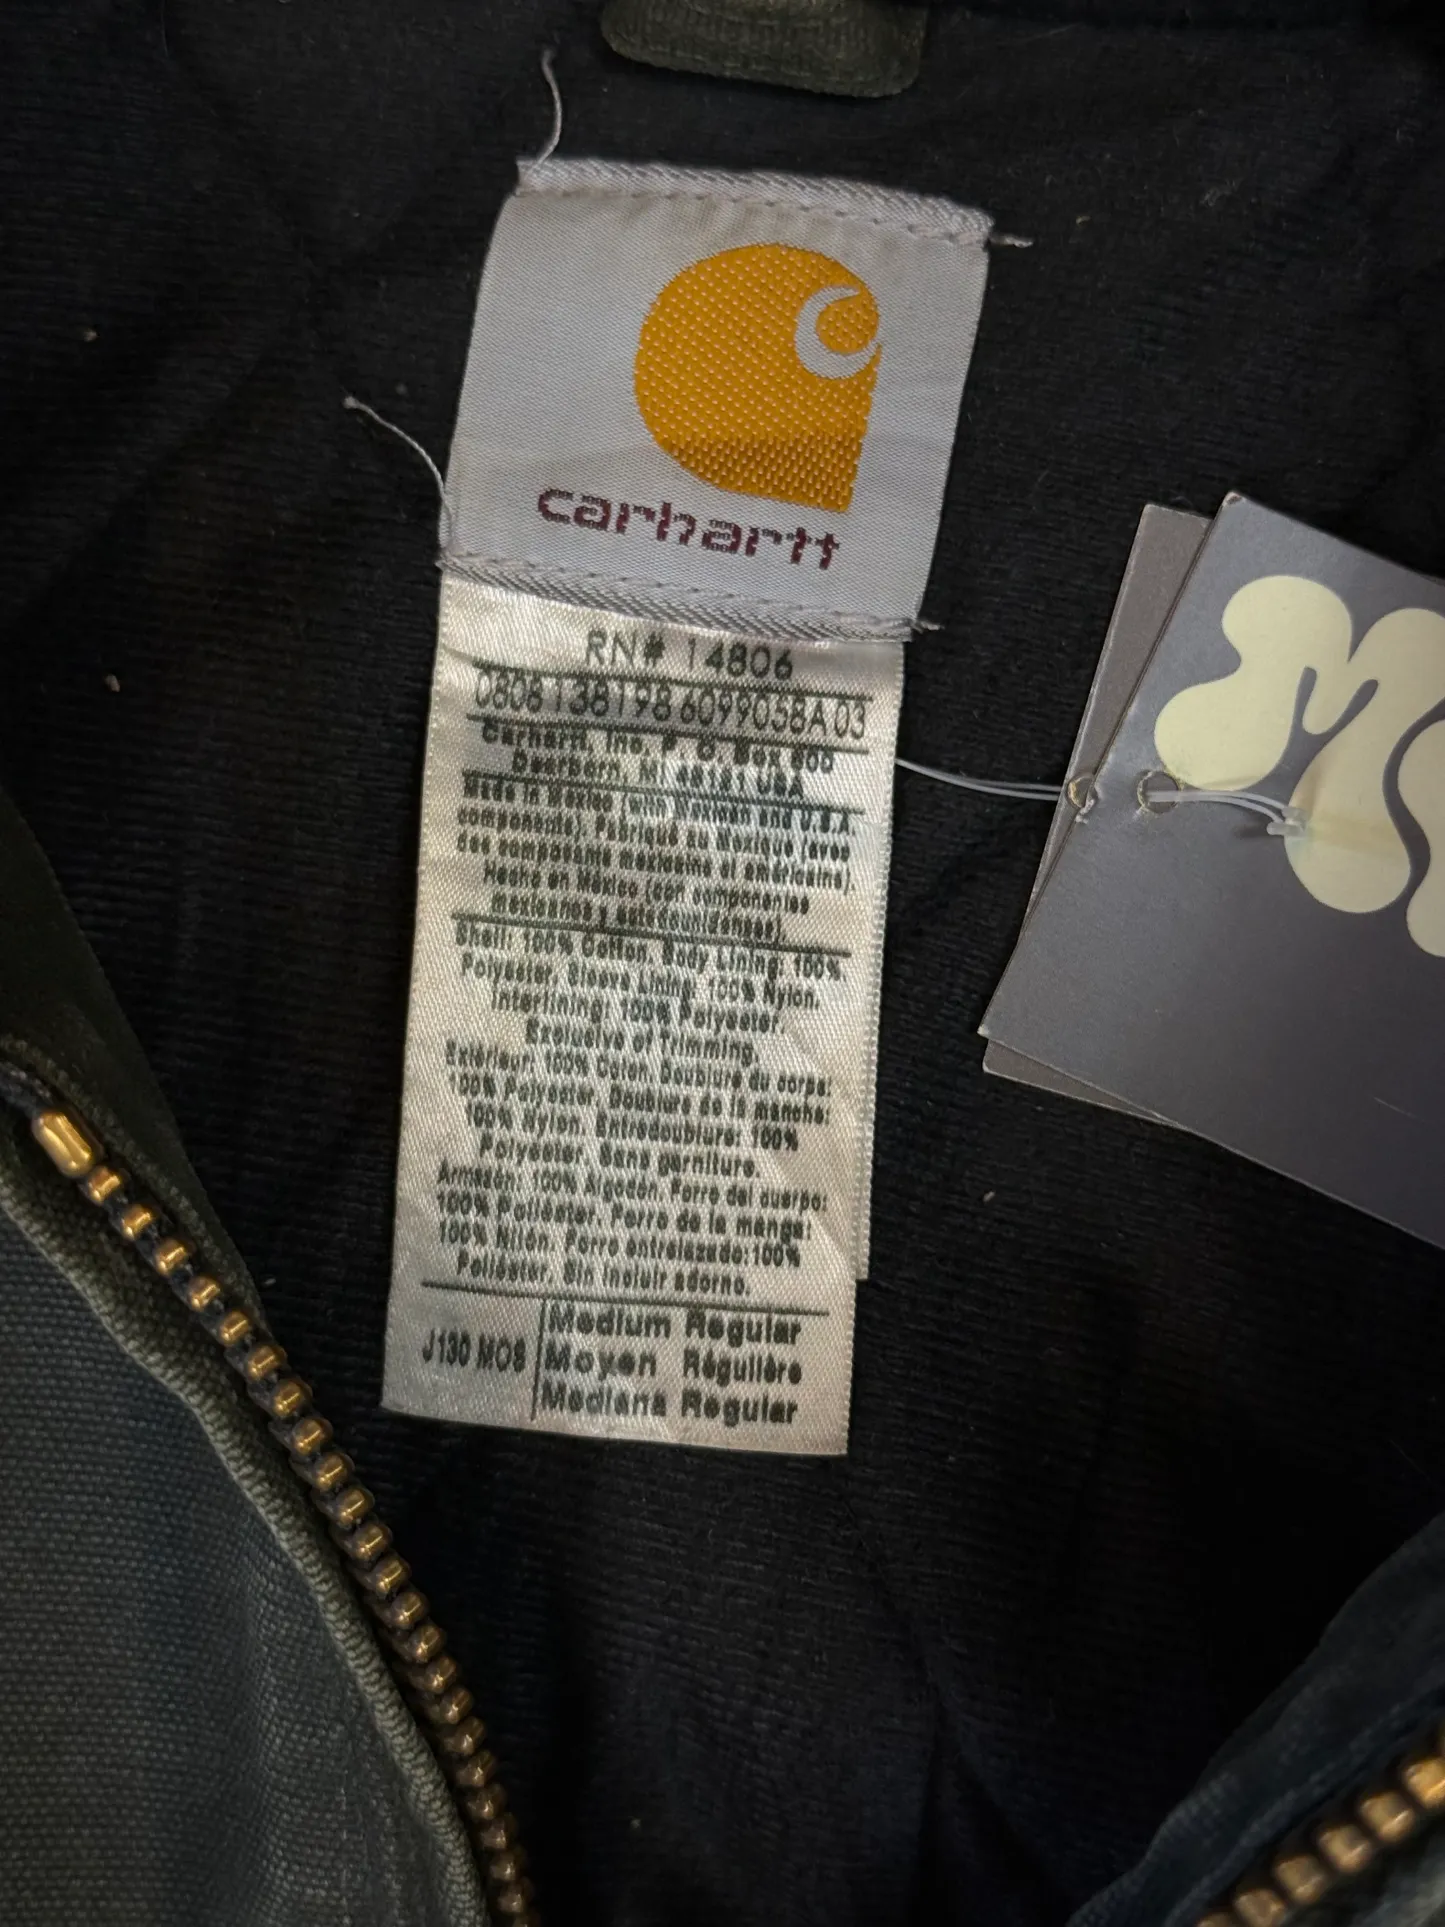 carhartt
RN# 14806
0808 138198 6099058A 03
Carhartt, Inc. P. O. Box 600
Dearborn, MI 48121 USA
Made in Mexico (with Mexican and U.S.A.
components). Fabriqué au Mexique (avec
des composants mexicains et américains).
Hecho en México (con componentes
mexicanos y estadounidenses).
Shell: 100% Cotton. Body Lining: 100%
Polyester. Sleeve Lining: 100% Nylon.
Interlining: 100% Polyester.
Exclusive of Trimming.
Extérieur: 100% Coton. Doublure du corps:
100% Polyester. Doublure de la manche:
100% Nylon. Entredoublure: 100%
Polyester. Sans garniture.
Armazón: 100% Algodón. Forro del cuerpo:
100% Poliéster. Forro de la manga:
100% Nilón. Forro entrelazado:100%
Poliéster. Sin incluir adorno.
J130 MOS
Medium Regular
Moyen Régulière
Mediana Regular